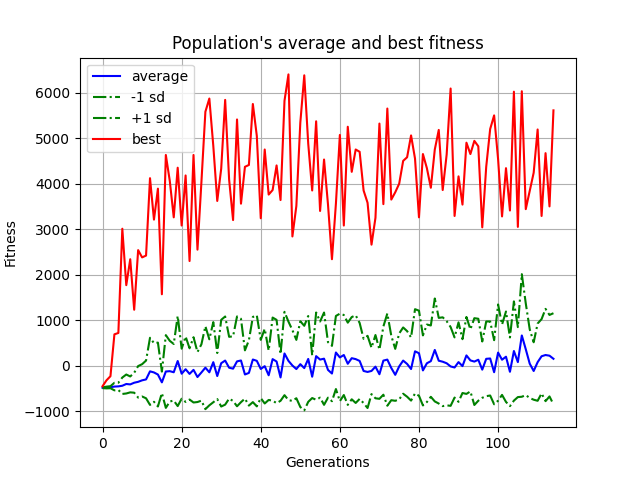 Population's average and best fitness
average
-1 sd
+1 sd
best
Fitness
6000
5000
4000
3000
2000
1000
0
−1000
0 20 40 60 80 100
Generations